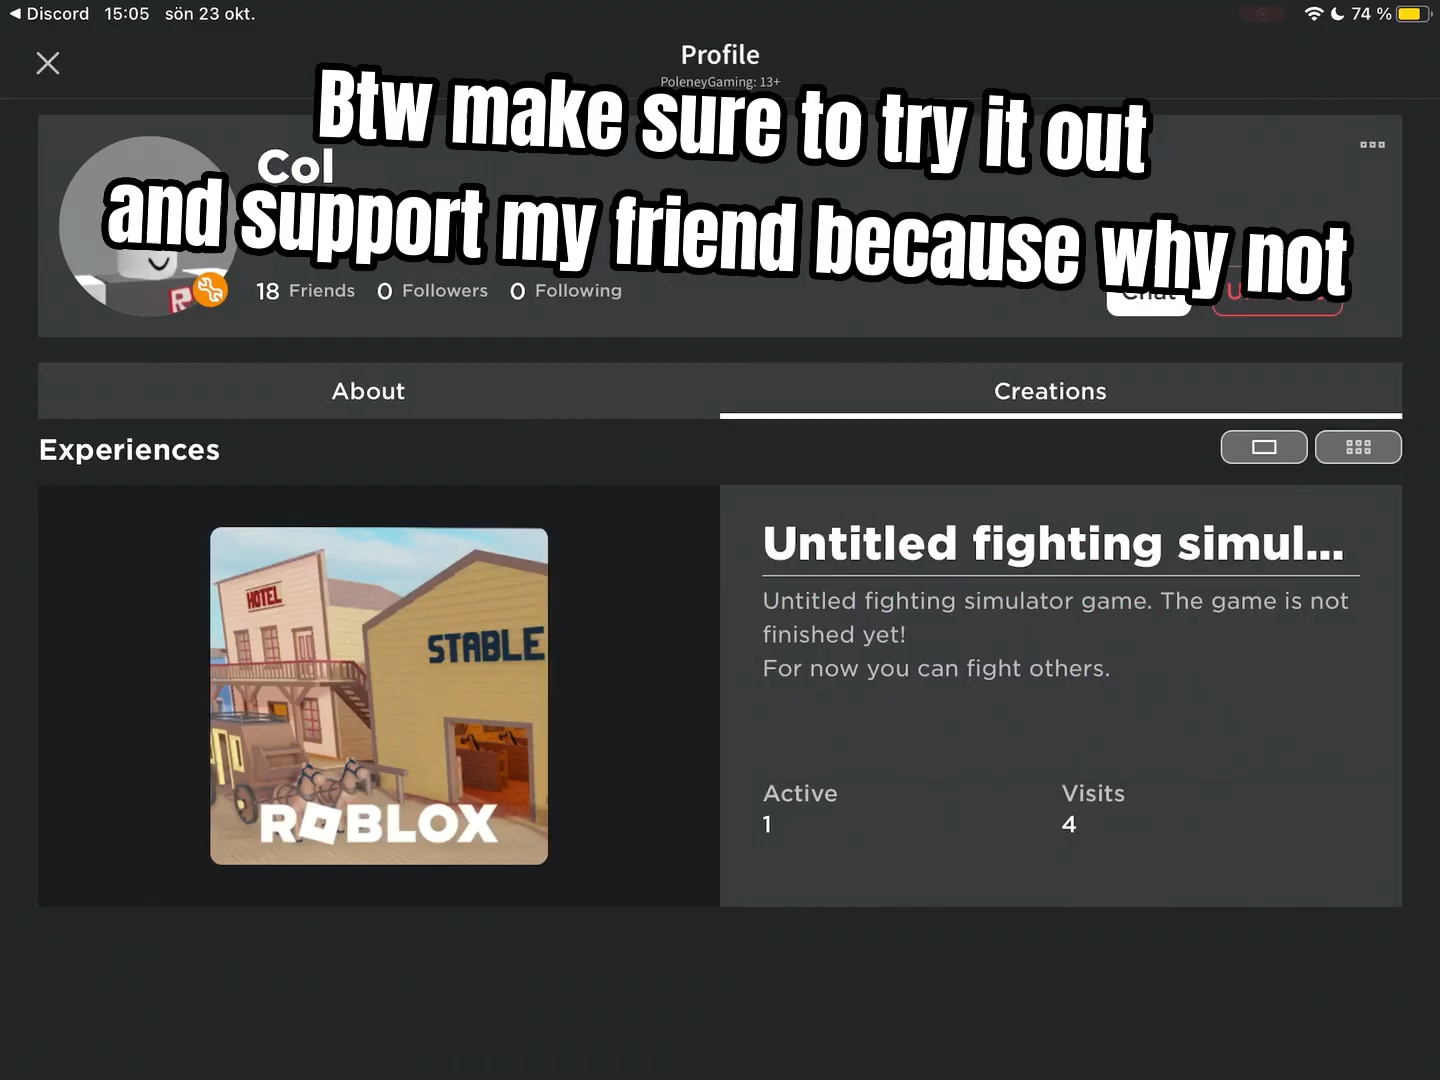 Discord 15:05 sön 23 okt. 74 %
Profile
PoleneyGaming: 13+
Btw make sure to try it out
and support my friend because why not
Col
18 Friends 0 Followers 0 Following
Chat
About Creations
Experiences
HOTEL
STABLE
ROBLOX
Untitled fighting simul...
Untitled fighting simulator game. The game is not
finished yet!
For now you can fight others.
Active Visits
1 4